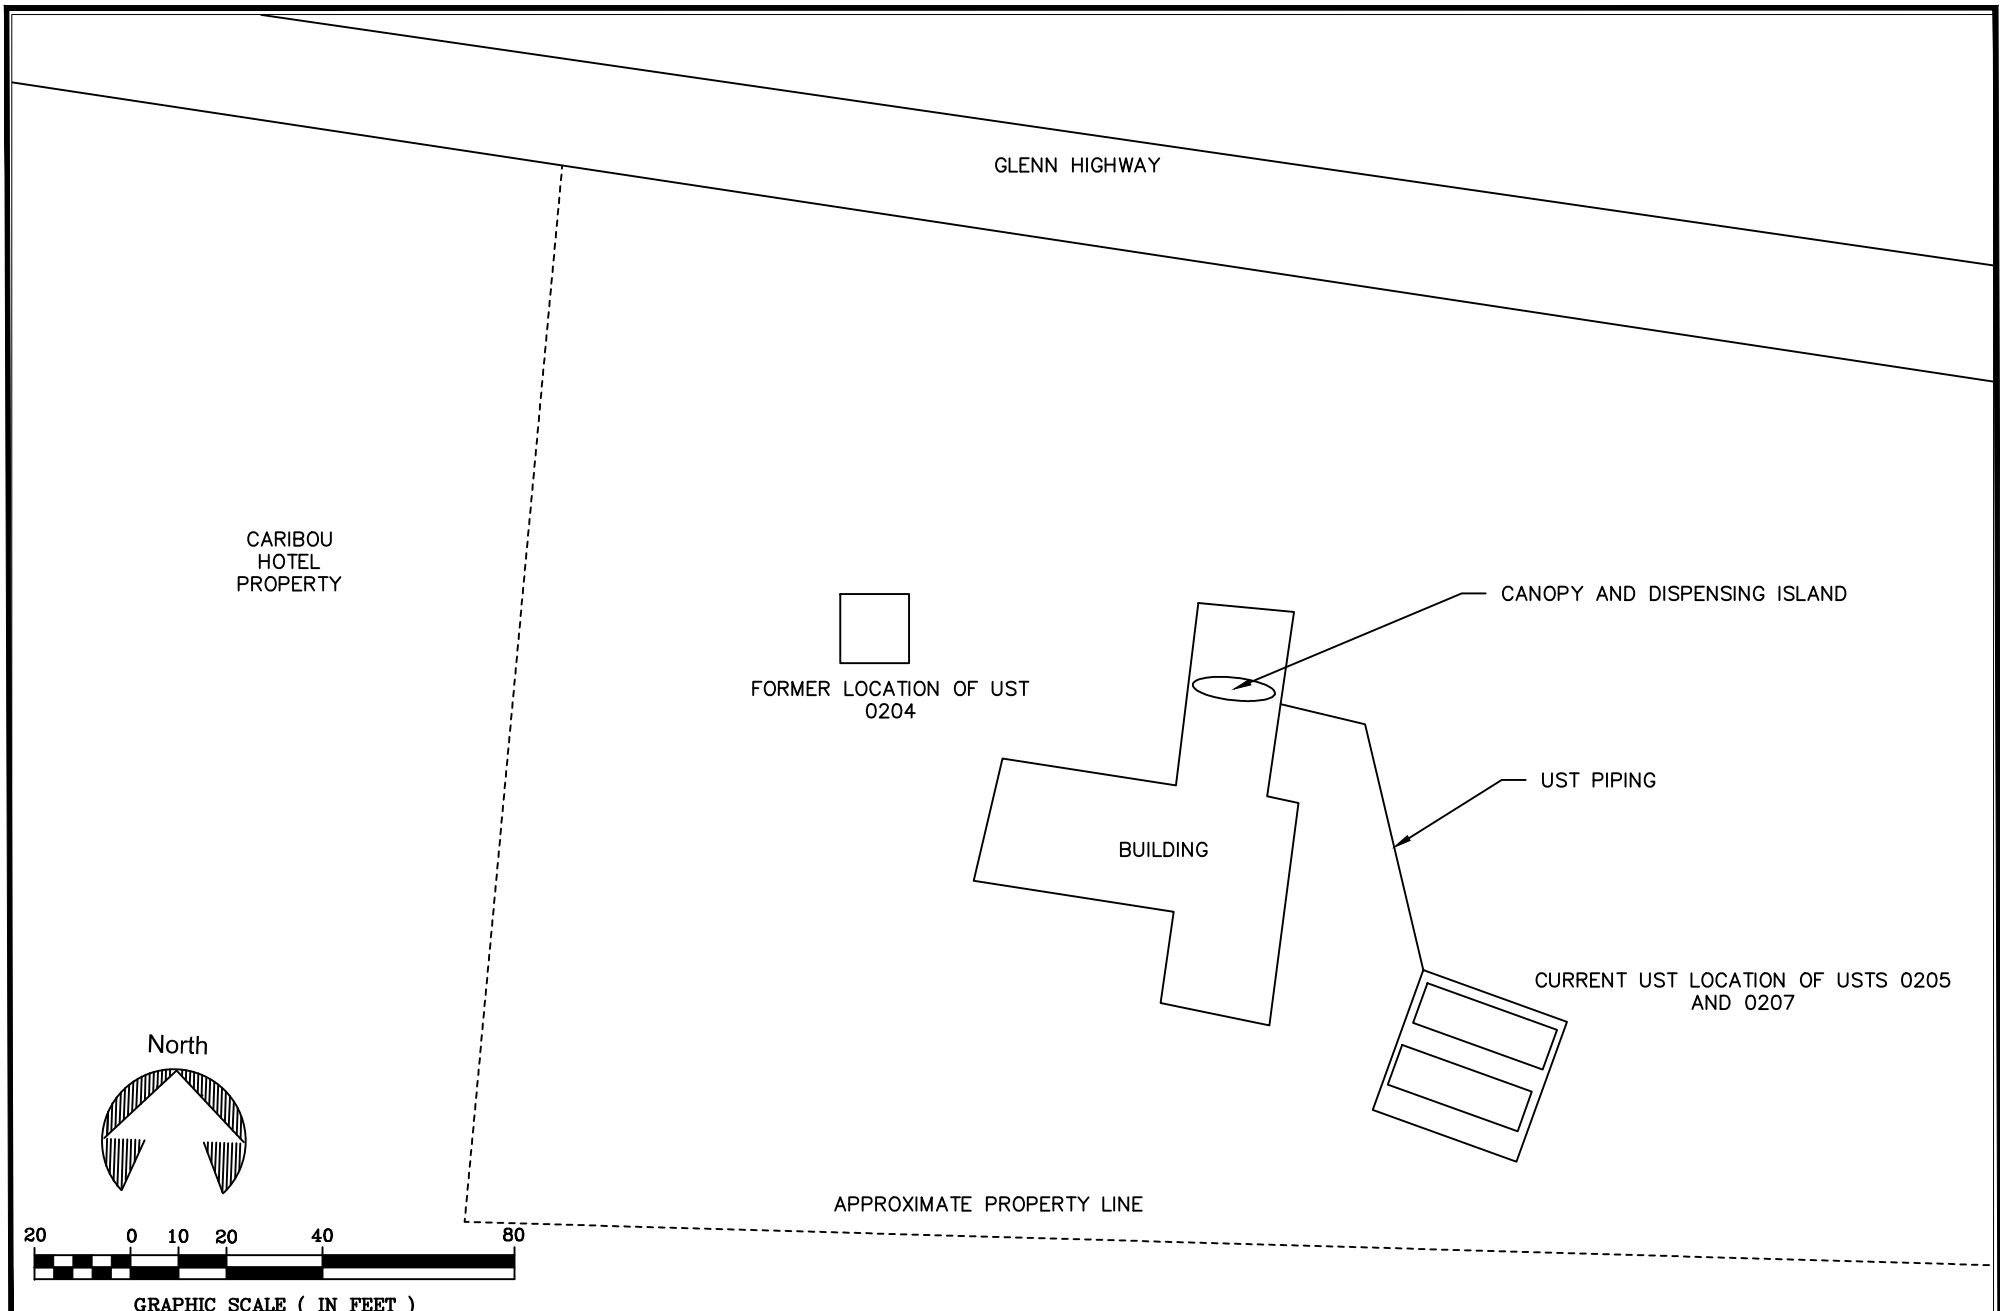 GLENN HIGHWAY
CARIBOU
HOTEL
PROPERTY
CANOPY AND DISPENSING ISLAND
FORMER LOCATION OF UST
0204
UST PIPING
BUILDING
CURRENT UST LOCATION OF USTS 0205
AND 0207
North
APPROXIMATE PROPERTY LINE
20 0 10 20 40 80
GRAPHIC SCALE ( IN FEET )